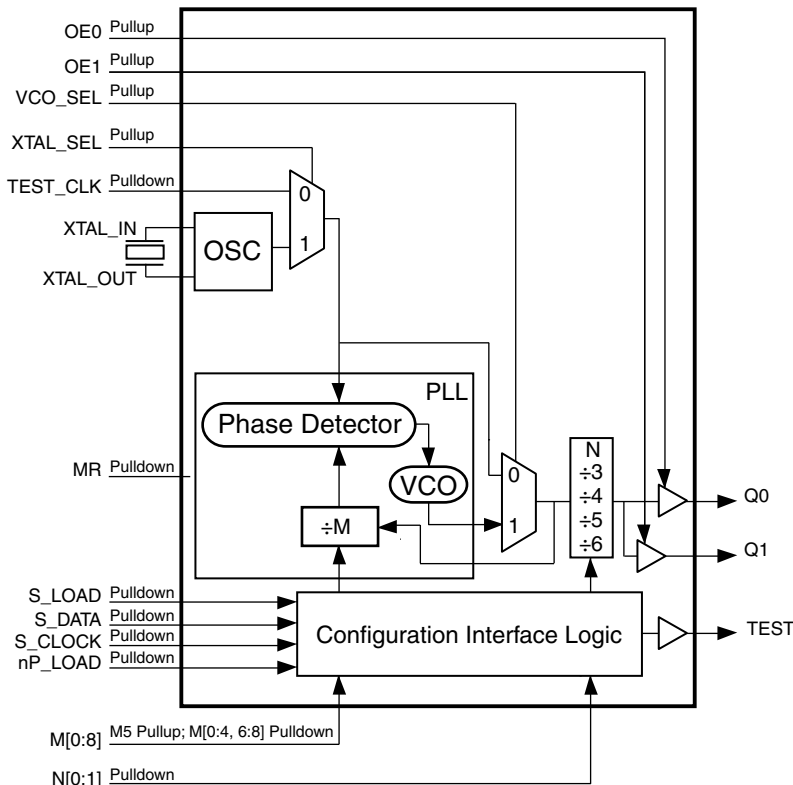 OE0 Pullup
OE1 Pullup
VCO_SEL Pullup
XTAL_SEL Pullup
TEST_CLK Pulldown
0
1
XTAL_IN
OSC
XTAL_OUT
PLL
Phase Detector
VCO
÷M
MR Pulldown
0
1
N
÷3
÷4
÷5
÷6
Q0
Q1
S_LOAD Pulldown
S_DATA Pulldown
S_CLOCK Pulldown
nP_LOAD Pulldown
Configuration Interface Logic
TEST
M[0:8] M5 Pullup; M[0:4, 6:8] Pulldown
N[0:1] Pulldown